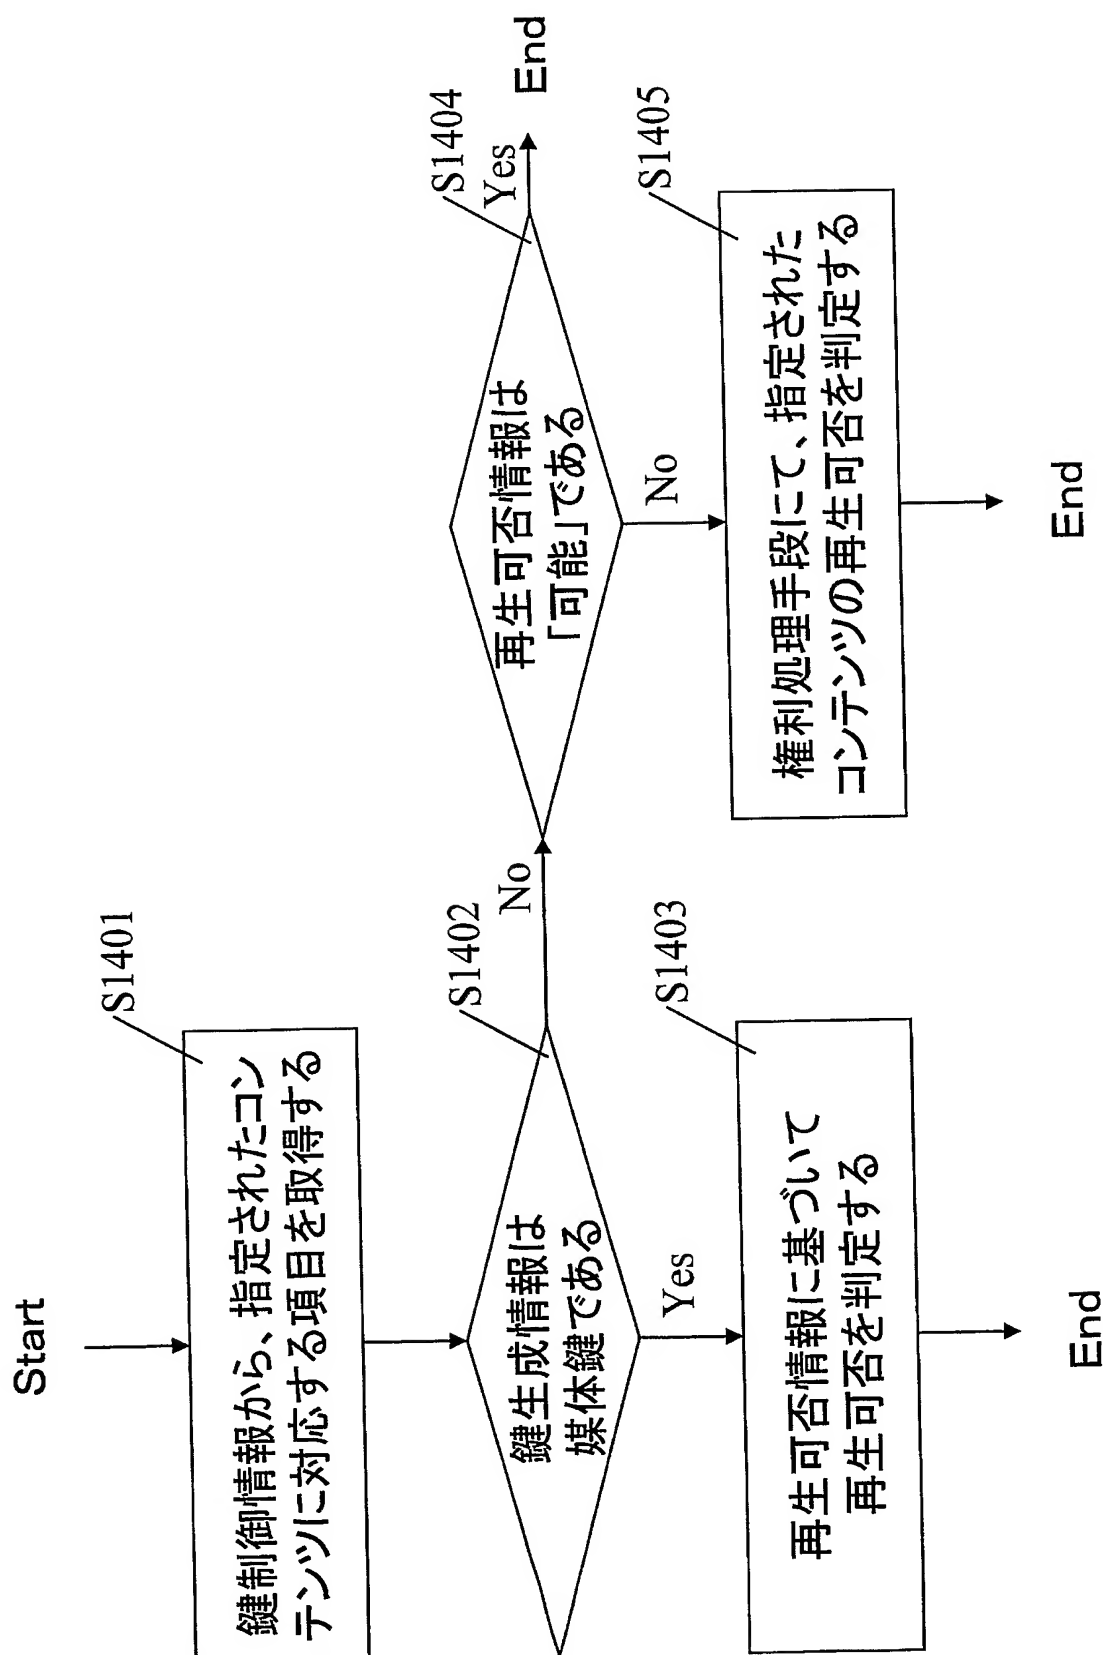 Start
S1401
鍵制御情報から、指定されたコン
テンツに対応する項目を取得する
S1402
鍵生成情報は
媒体鍵である
No
Yes
S1403
再生可否情報に基づいて
再生可否を判定する
End
S1404
再生可否情報は
「可能」である
Yes
End
No
S1405
権利処理手段にて、指定された
コンテンツの再生可否を判定する
End